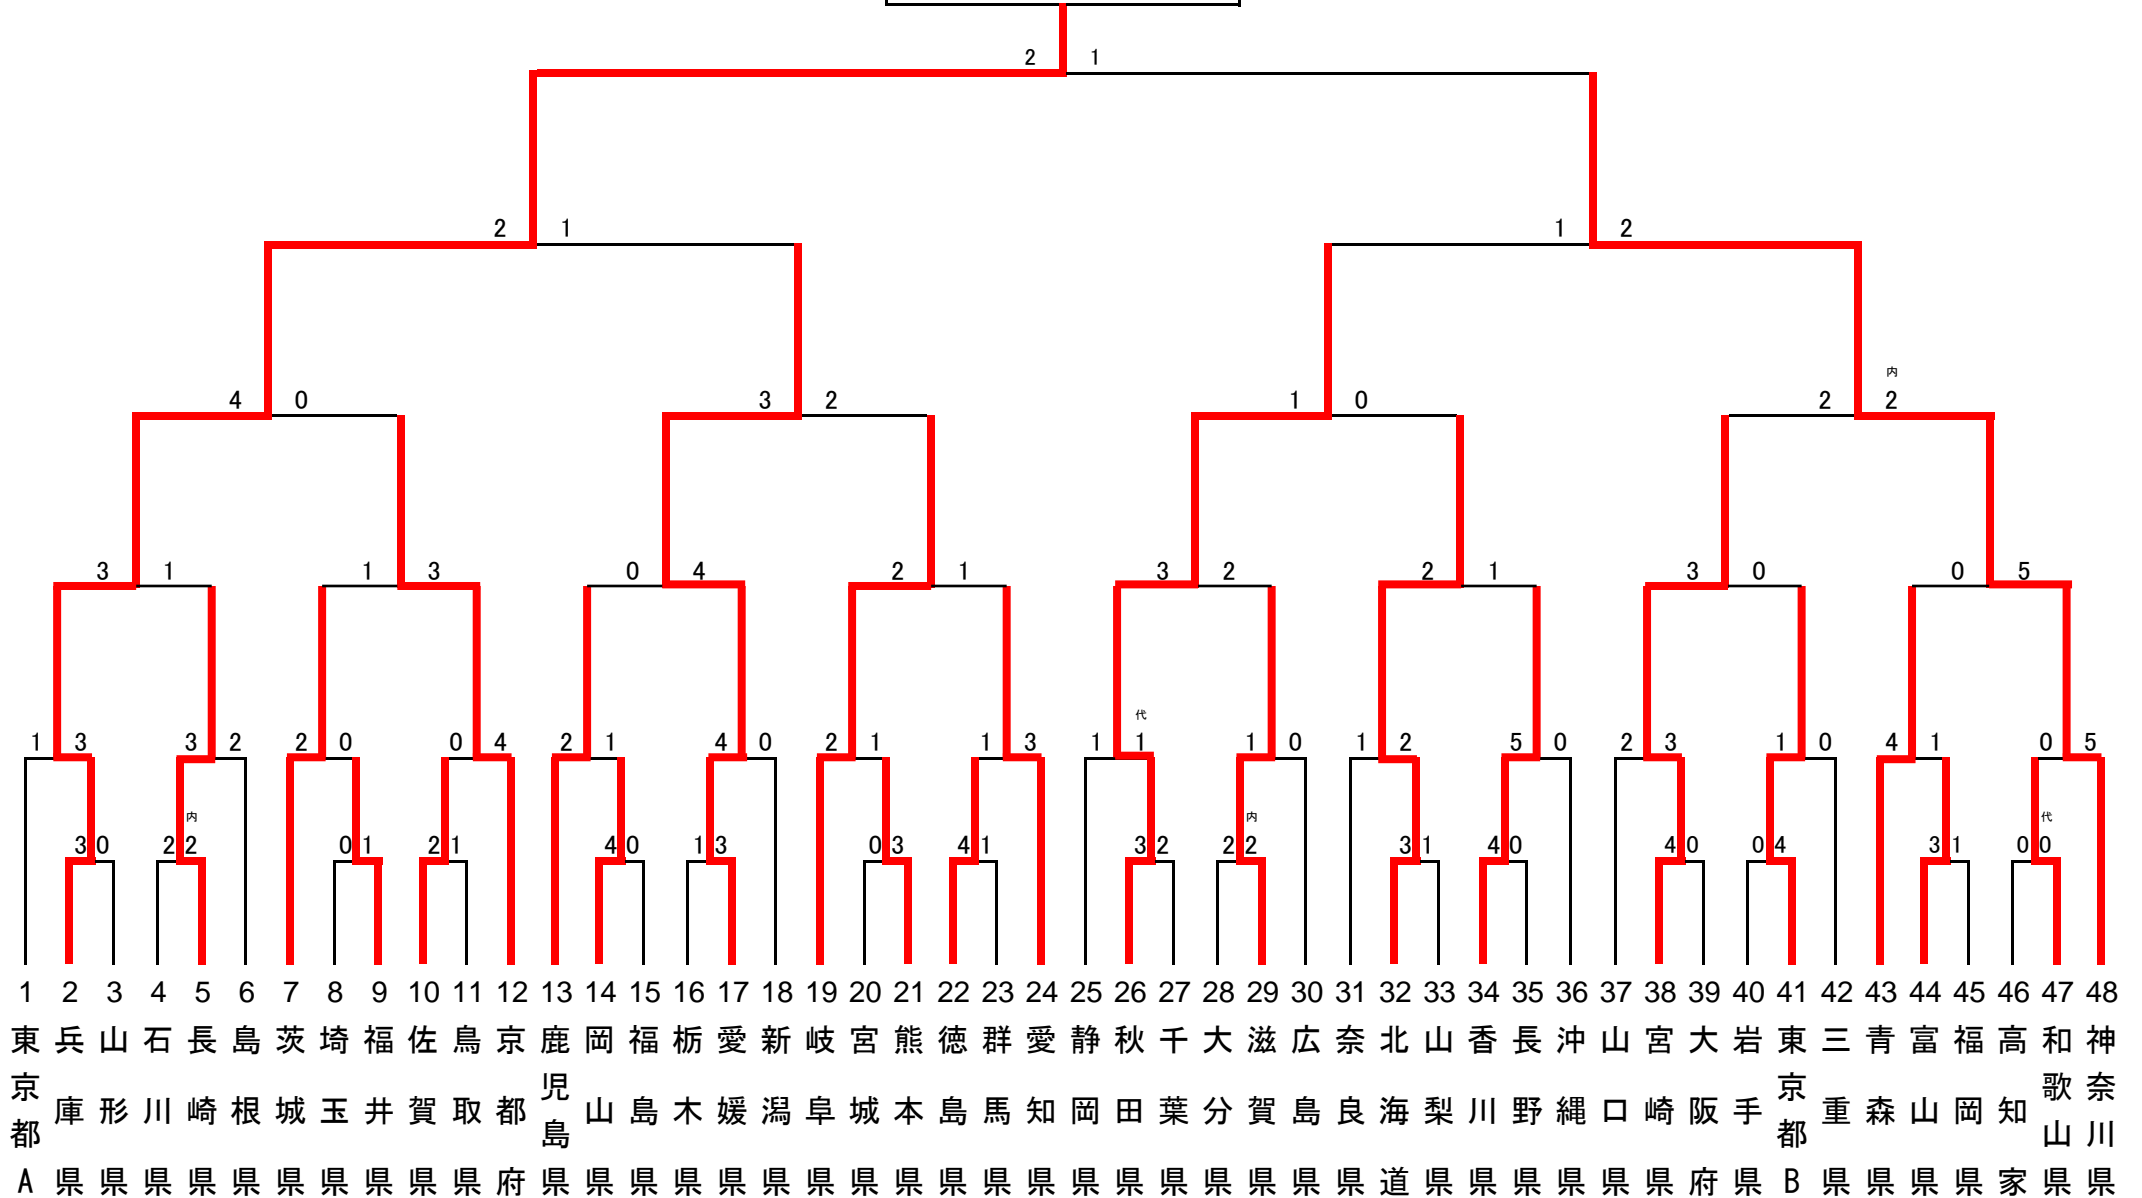 2 1
2 1 1 2
内
4 0 3 2 1 0 2 2
3 1 1 3 0 4 2 1 3 2 2 1 3 0 0 5
代
1 3 3 2 2 0 0 4 2 1 4 0 2 1 1 3 1 1 1 0 1 2 5 0 2 3 1 0 4 1 0 5
内 内 代
3 0 2 2 0 1 2 1 4 0 1 3 0 3 4 1 3 2 2 2 3 1 4 0 4 0 0 4 3 1 0 0
1 2 3 4 5 6 7 8 9 10 11 12 13 14 15 16 17 18 19 20 21 22 23 24 25 26 27 28 29 30 31 32 33 34 35 36 37 38 39 40 41 42 43 44 45 46 47 48
東京都A
兵庫県
山形県
石川県
長崎県
島根県
茨城県
埼玉県
福井県
佐賀県
鳥取県
京都府
鹿児島県
岡山県
福島県
栃木県
愛媛県
新潟県
岐阜県
宮城県
熊本県
徳島県
群馬県
愛知県
静岡県
秋田県
千葉県
大分県
滋賀県
広島県
奈良県
北海道
山梨県
香川県
長野県
沖縄県
山口県
宮崎県
大阪府
岩手県
東京都B
三重県
青森県
富山県
福岡県
高知家
和歌山県
神奈川県